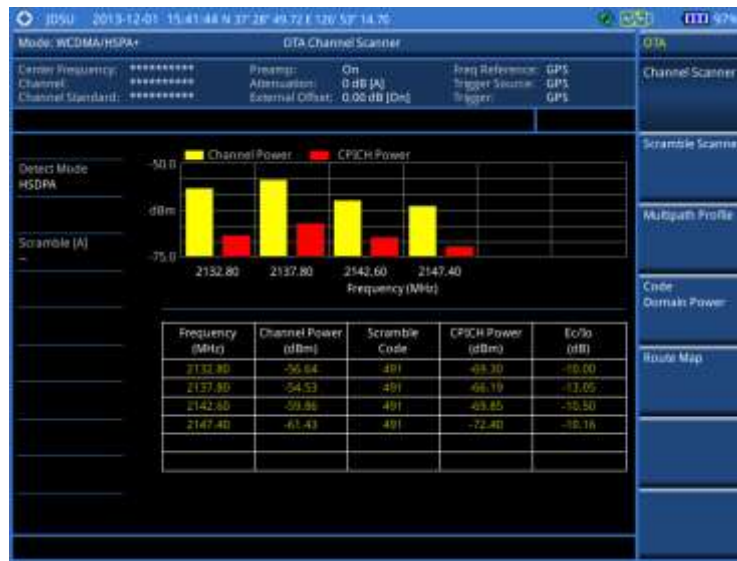 JDSU 2013-12-01 15:41:44 N 37° 28' 49.72 E 126° 53' 14.70 97%
Mode: WCDMA/HSPA+ OTA Channel Scanner OTA
Center Frequency: ********** Preamp: On Freq Reference: GPS
Channel: ********** Attenuation: 0 dB [A] Trigger Source: GPS
Channel Standard: ********** External Offset: 0.00 dB [On] Trigger: GPS
Channel Scanner
Scramble Scanne
Multipath Profile
Code
Domain Power
Route Map
Detect Mode
HSDPA
Scramble [A]
--
Channel Power CPICH Power
-50.0
dBm
-75.0
2132.80 2137.80 2142.60 2147.40
Frequency (MHz)
Frequency (MHz) Channel Power (dBm) Scramble Code CPICH Power (dBm) Ec/Io (dB)
2132.80 -56.64 491 -69.30 -10.00
2137.80 -54.53 491 -66.19 -13.05
2142.60 -59.86 491 -69.85 -10.50
2147.40 -61.43 491 -72.40 -10.16